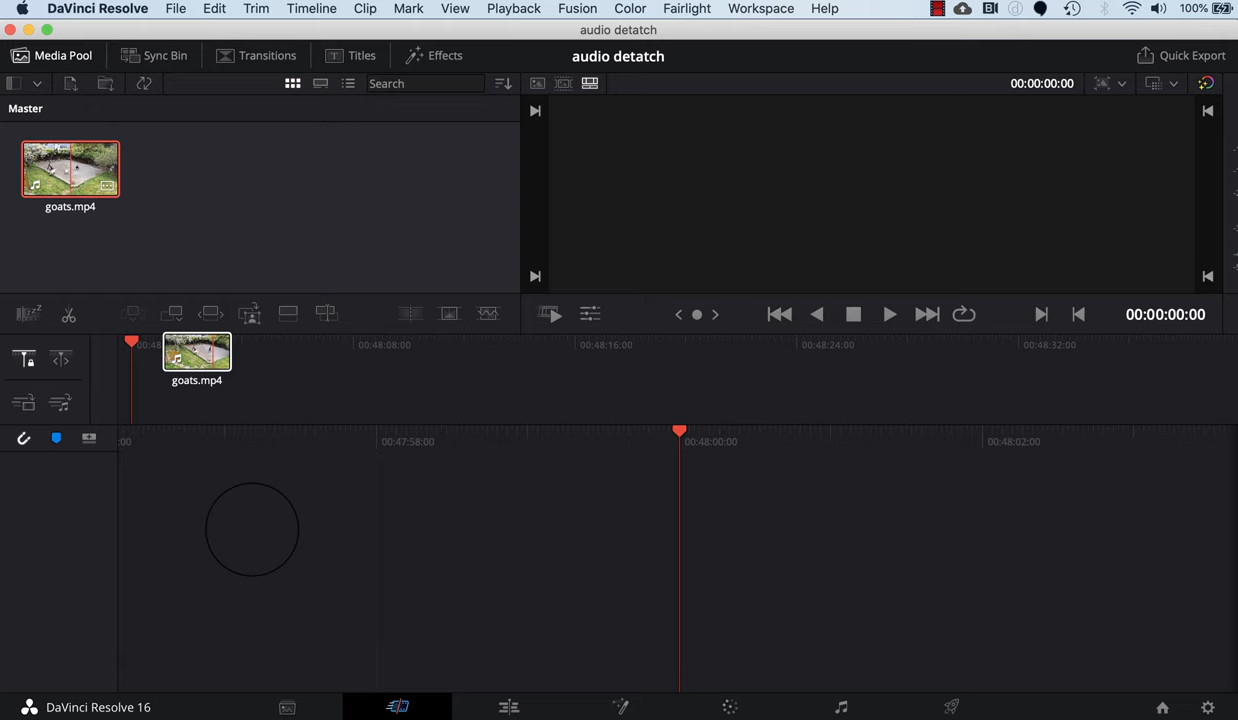 DaVinci Resolve File Edit Trim Timeline Clip Mark View Playback Fusion Color Fairlight Workspace Help 100%
audio detatch
Media Pool Sync Bin Transitions Titles Effects audio detatch Quick Export
Search 00:00:00:00
Master
goats.mp4
00:00:00:00
00:48 00:48:08:00 00:48:16:00 00:48:24:00 00:48:32:00
goats.mp4
:00 00:47:58:00 00:48:00:00 00:48:02:00
DaVinci Resolve 16